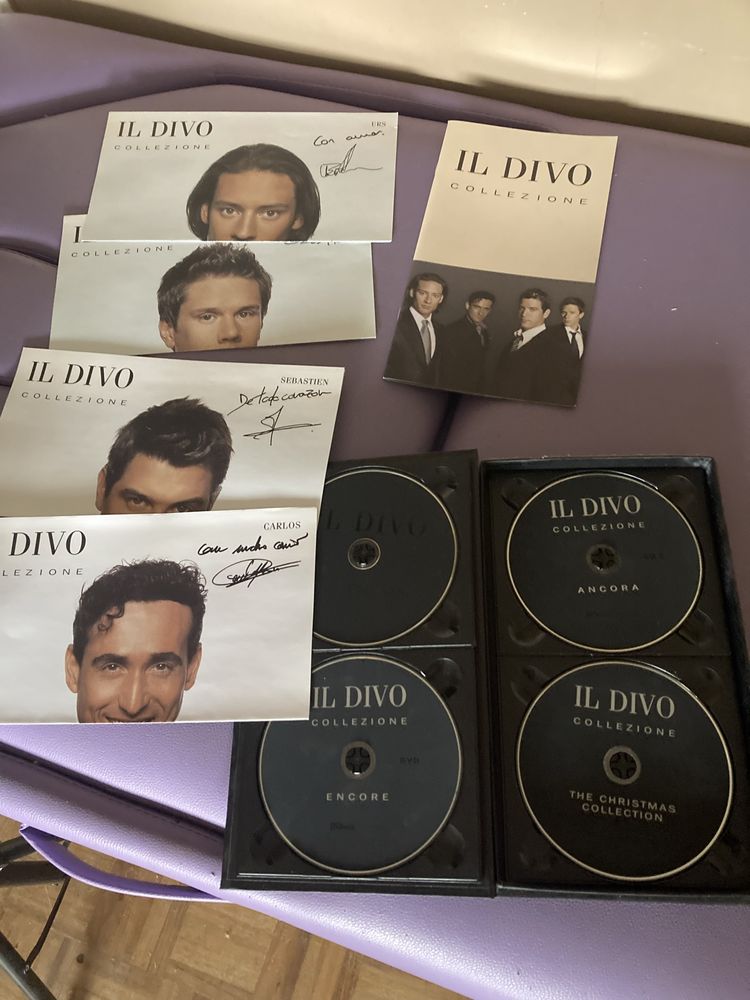 IL DIVO
COLLEZIONE
URS
Con amor.
COLLEZIONE
IL DIVO
COLLEZIONE
SEBASTIEN
De todo corazon
DIVO
LEZIONE
CARLOS
con mucho amor
IL DIVO
COLLEZIONE
IL DIVO
IL DIVO
COLLEZIONE
ANCORA
IL DIVO
COLLEZIONE
DVD
ENCORE
IL DIVO
COLLEZIONE
THE CHRISTMAS
COLLECTION